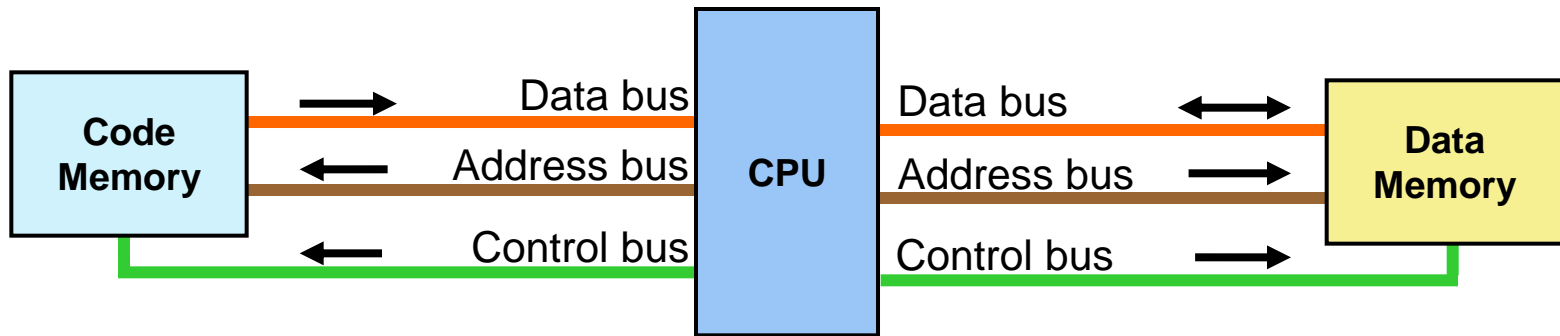 Code
Memory
Data bus
Address bus
Control bus
CPU
Data bus
Address bus
Control bus
Data
Memory